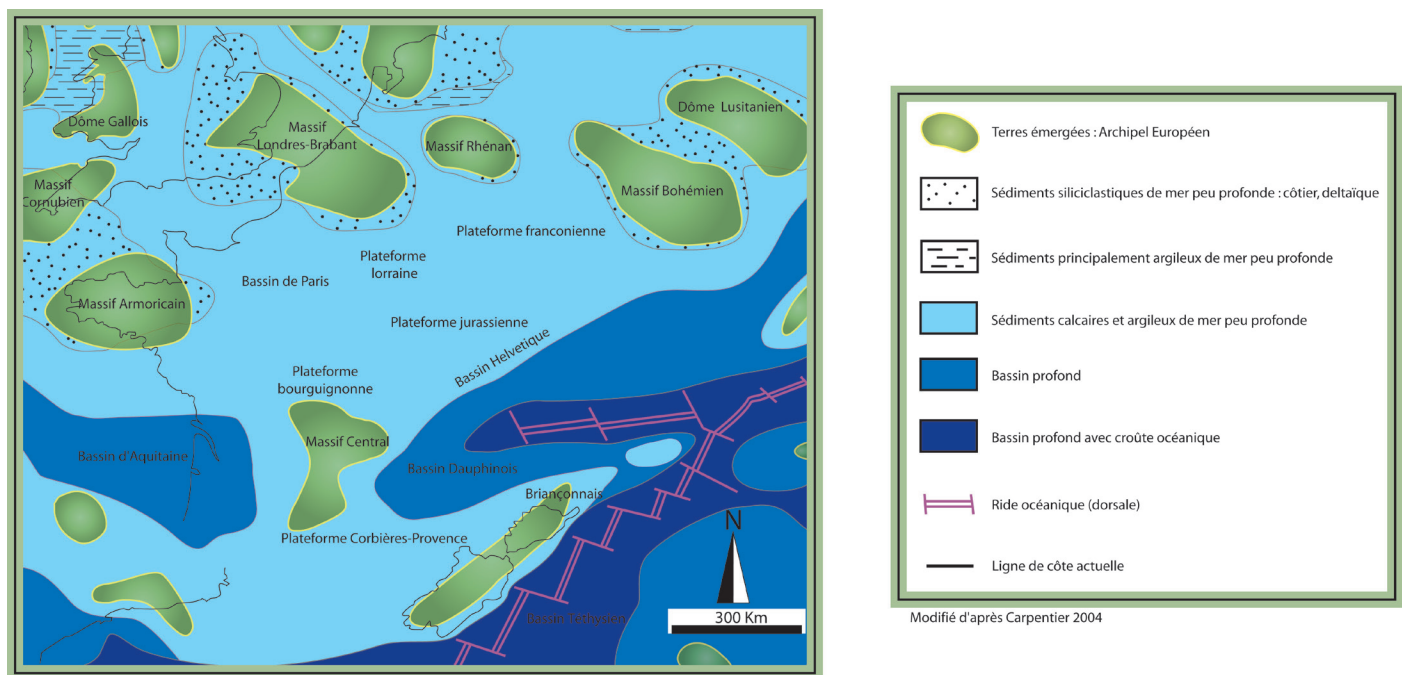 Dôme Gallois
Massif
Londres-Brabant
Massif Rhénan
Dôme Lusitanien
Massif
Cornubien
Massif Bohémien
Plateforme franconienne
Plateforme
lorraine
Bassin de Paris
Massif Armoricain
Plateforme jurassienne
Bassin Helvetique
Plateforme
bourguignonne
Massif Central
Bassin d'Aquitaine
Bassin Dauphinois
Briançonnais
Plateforme Corbières-Provence
N
Bassin Téthysien
300 Km
Terres émergées : Archipel Européen
Sédiments siliciclastiques de mer peu profonde : côtier, deltaïque
Sédiments principalement argileux de mer peu profonde
Sédiments calcaires et argileux de mer peu profonde
Bassin profond
Bassin profond avec croûte océanique
Ride océanique (dorsale)
Ligne de côte actuelle
Modifié d'après Carpentier 2004